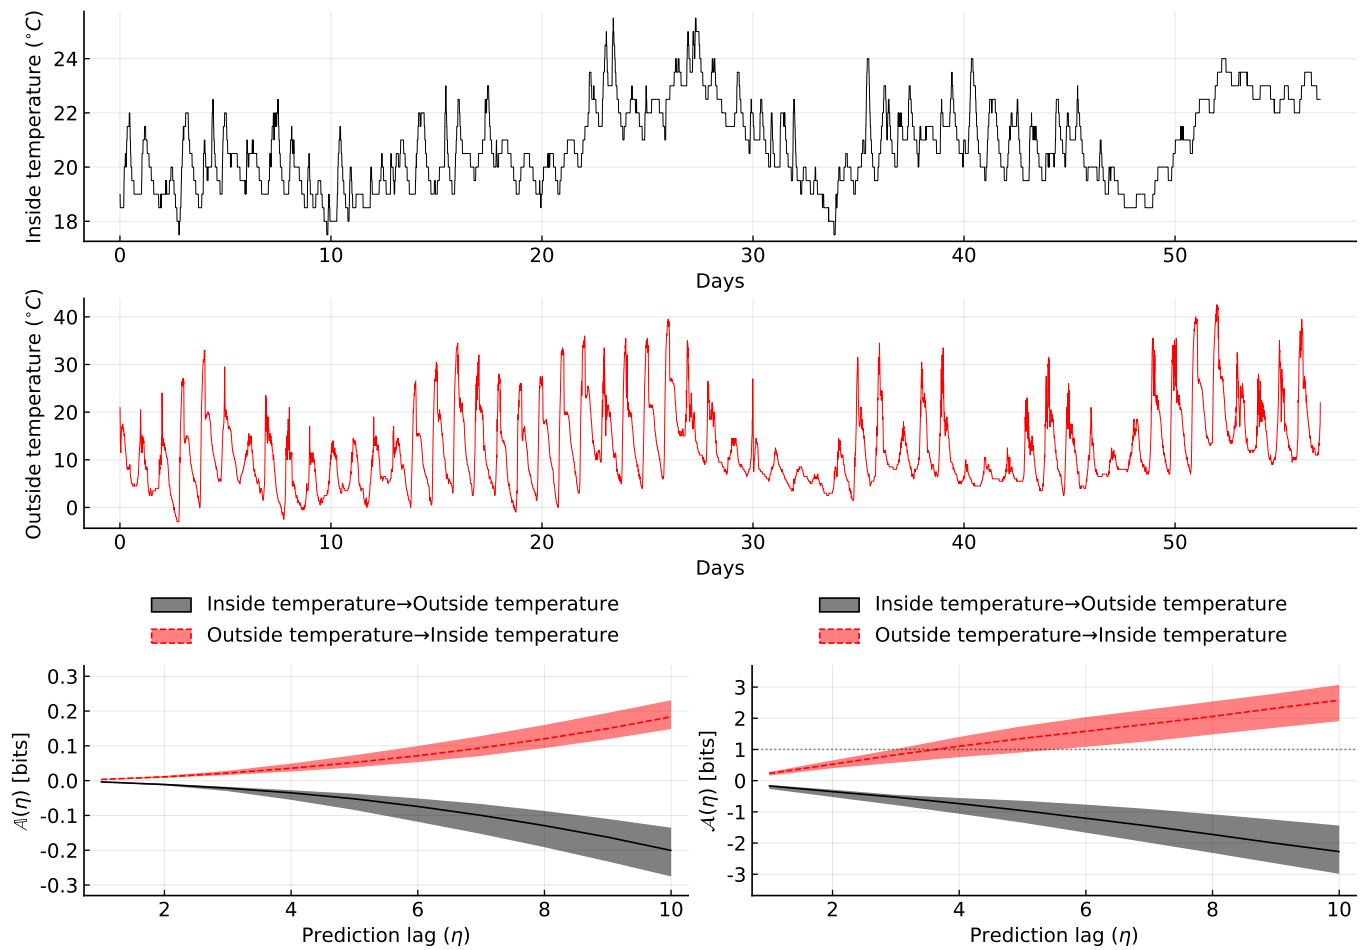 Inside temperature (°C)
24
22
20
18
0 10 20 30 40 50
Days
Outside temperature (°C)
40
30
20
10
0
0 10 20 30 40 50
Days
Inside temperature→Outside temperature
Outside temperature→Inside temperature
𝔸(η) [bits]
0.3
0.2
0.1
0.0
-0.1
-0.2
-0.3
2 4 6 8 10
Prediction lag (η)
Inside temperature→Outside temperature
Outside temperature→Inside temperature
𝒜(η) [bits]
3
2
1
0
-1
-2
-3
2 4 6 8 10
Prediction lag (η)